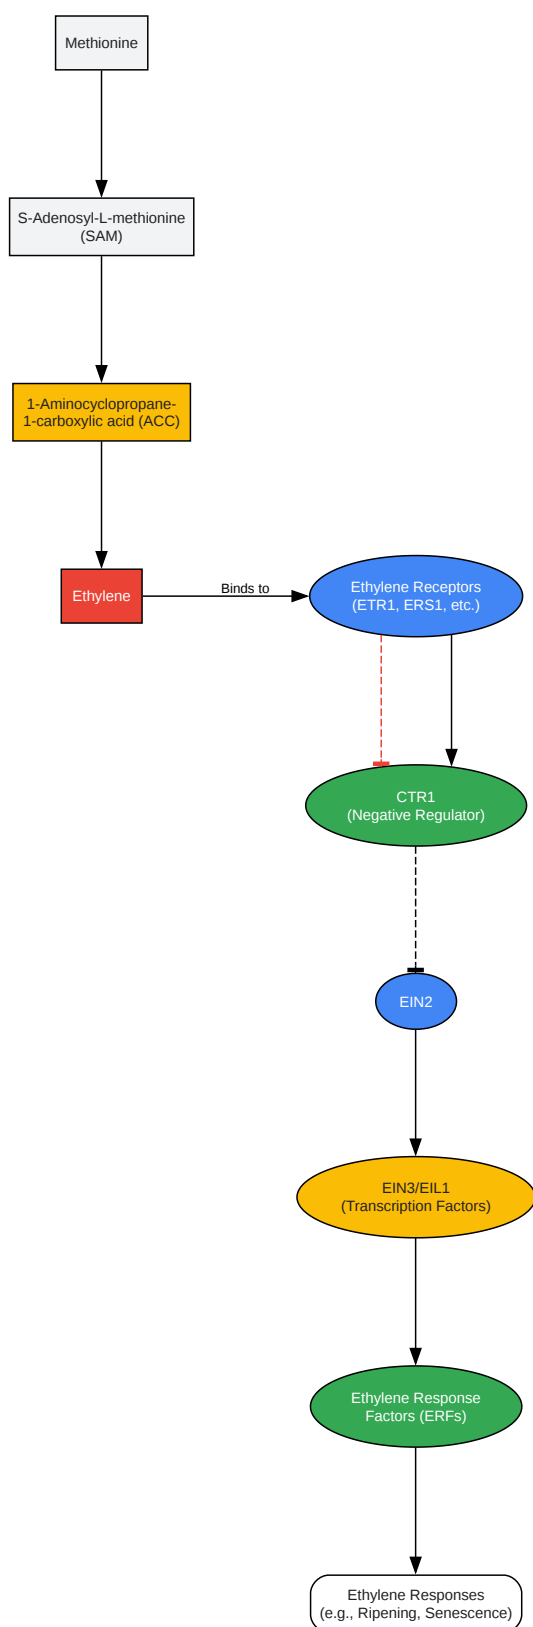 Methionine
S-Adenosyl-L-methionine
(SAM)
1-Aminocyclopropane-
1-carboxylic acid (ACC)
Ethylene
Binds to
Ethylene Receptors
(ETR1, ERS1, etc.)
CTR1
(Negative Regulator)
EIN2
EIN3/EIL1
(Transcription Factors)
Ethylene Response
Factors (ERFs)
Ethylene Responses
(e.g., Ripening, Senescence)